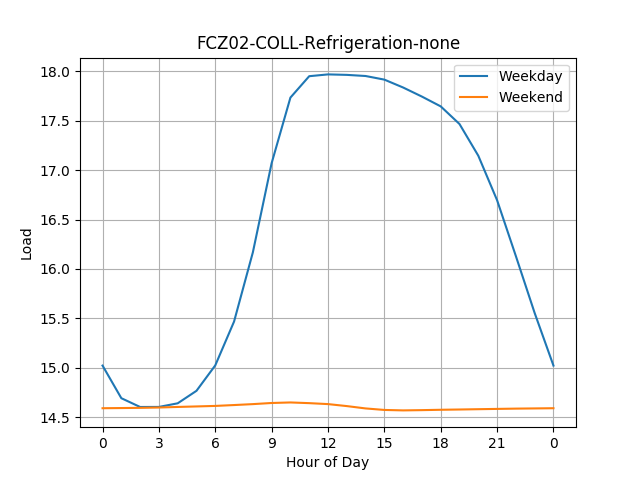 FCZ02-COLL-Refrigeration-none
Weekday
Weekend
Load
18.0
17.5
17.0
16.5
16.0
15.5
15.0
14.5
0 3 6 9 12 15 18 21 0
Hour of Day